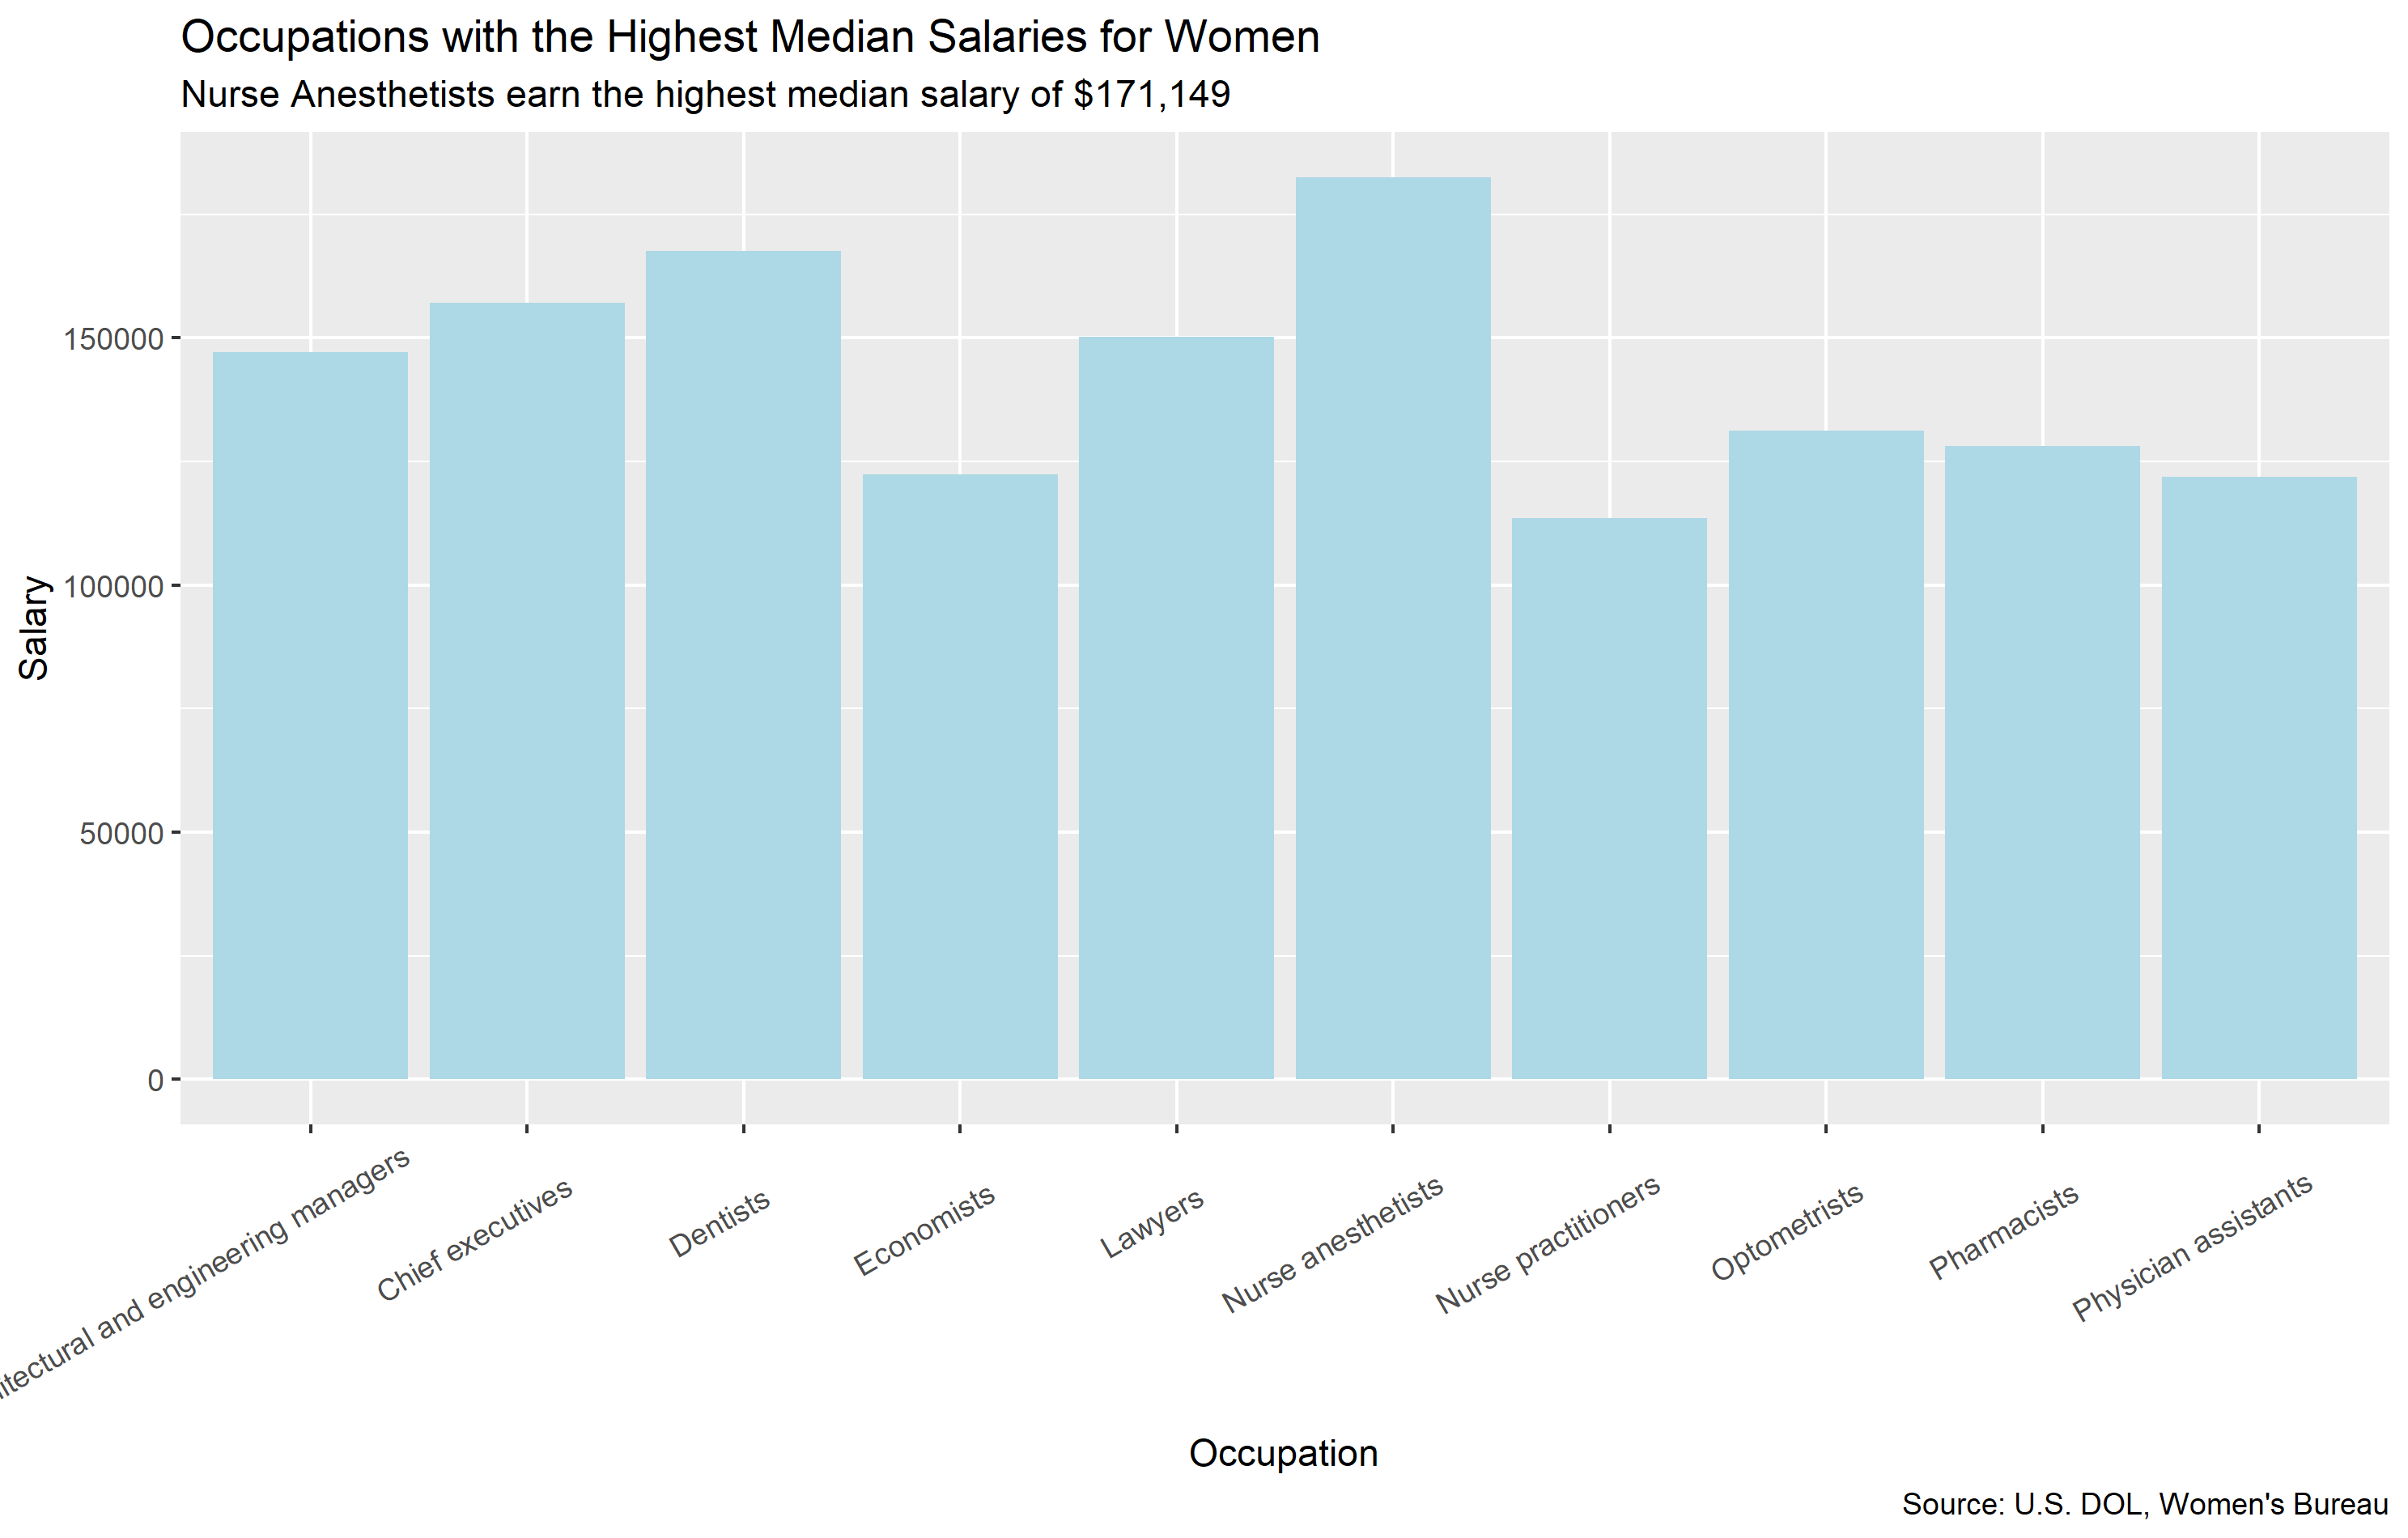 Occupations with the Highest Median Salaries for Women
Nurse Anesthetists earn the highest median salary of $171,149
Salary
150000
100000
50000
0
itectural and engineering managers
Chief executives
Dentists
Economists
Lawyers
Nurse anesthetists
Nurse practitioners
Optometrists
Pharmacists
Physician assistants
Occupation
Source: U.S. DOL, Women's Bureau